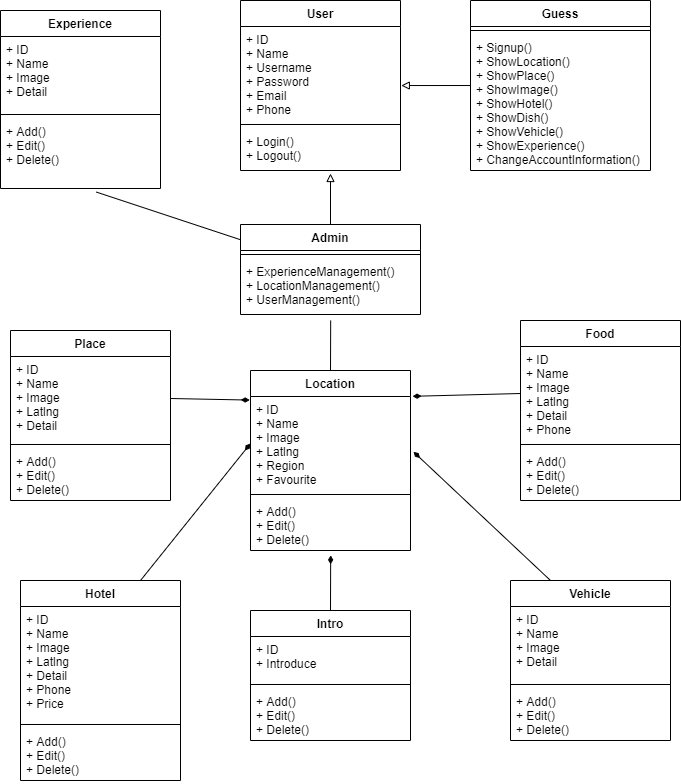 Experience
+ ID
+ Name
+ Image
+ Detail
+ Add()
+ Edit()
+ Delete()
User
+ ID
+ Name
+ Username
+ Password
+ Email
+ Phone
+ Login()
+ Logout()
Guess
+ Signup()
+ ShowLocation()
+ ShowPlace()
+ ShowImage()
+ ShowHotel()
+ ShowDish()
+ ShowVehicle()
+ ShowExperience()
+ ChangeAccountInformation()
Admin
+ ExperienceManagement()
+ LocationManagement()
+ UserManagement()
Place
+ ID
+ Name
+ Image
+ Latlng
+ Detail
+ Add()
+ Edit()
+ Delete()
Location
+ ID
+ Name
+ Image
+ Latlng
+ Region
+ Favourite
+ Add()
+ Edit()
+ Delete()
Food
+ ID
+ Name
+ Image
+ Latlng
+ Detail
+ Phone
+ Add()
+ Edit()
+ Delete()
Hotel
+ ID
+ Name
+ Image
+ Latlng
+ Detail
+ Phone
+ Price
+ Add()
+ Edit()
+ Delete()
Intro
+ ID
+ Introduce
+ Add()
+ Edit()
+ Delete()
Vehicle
+ ID
+ Name
+ Image
+ Detail
+ Add()
+ Edit()
+ Delete()